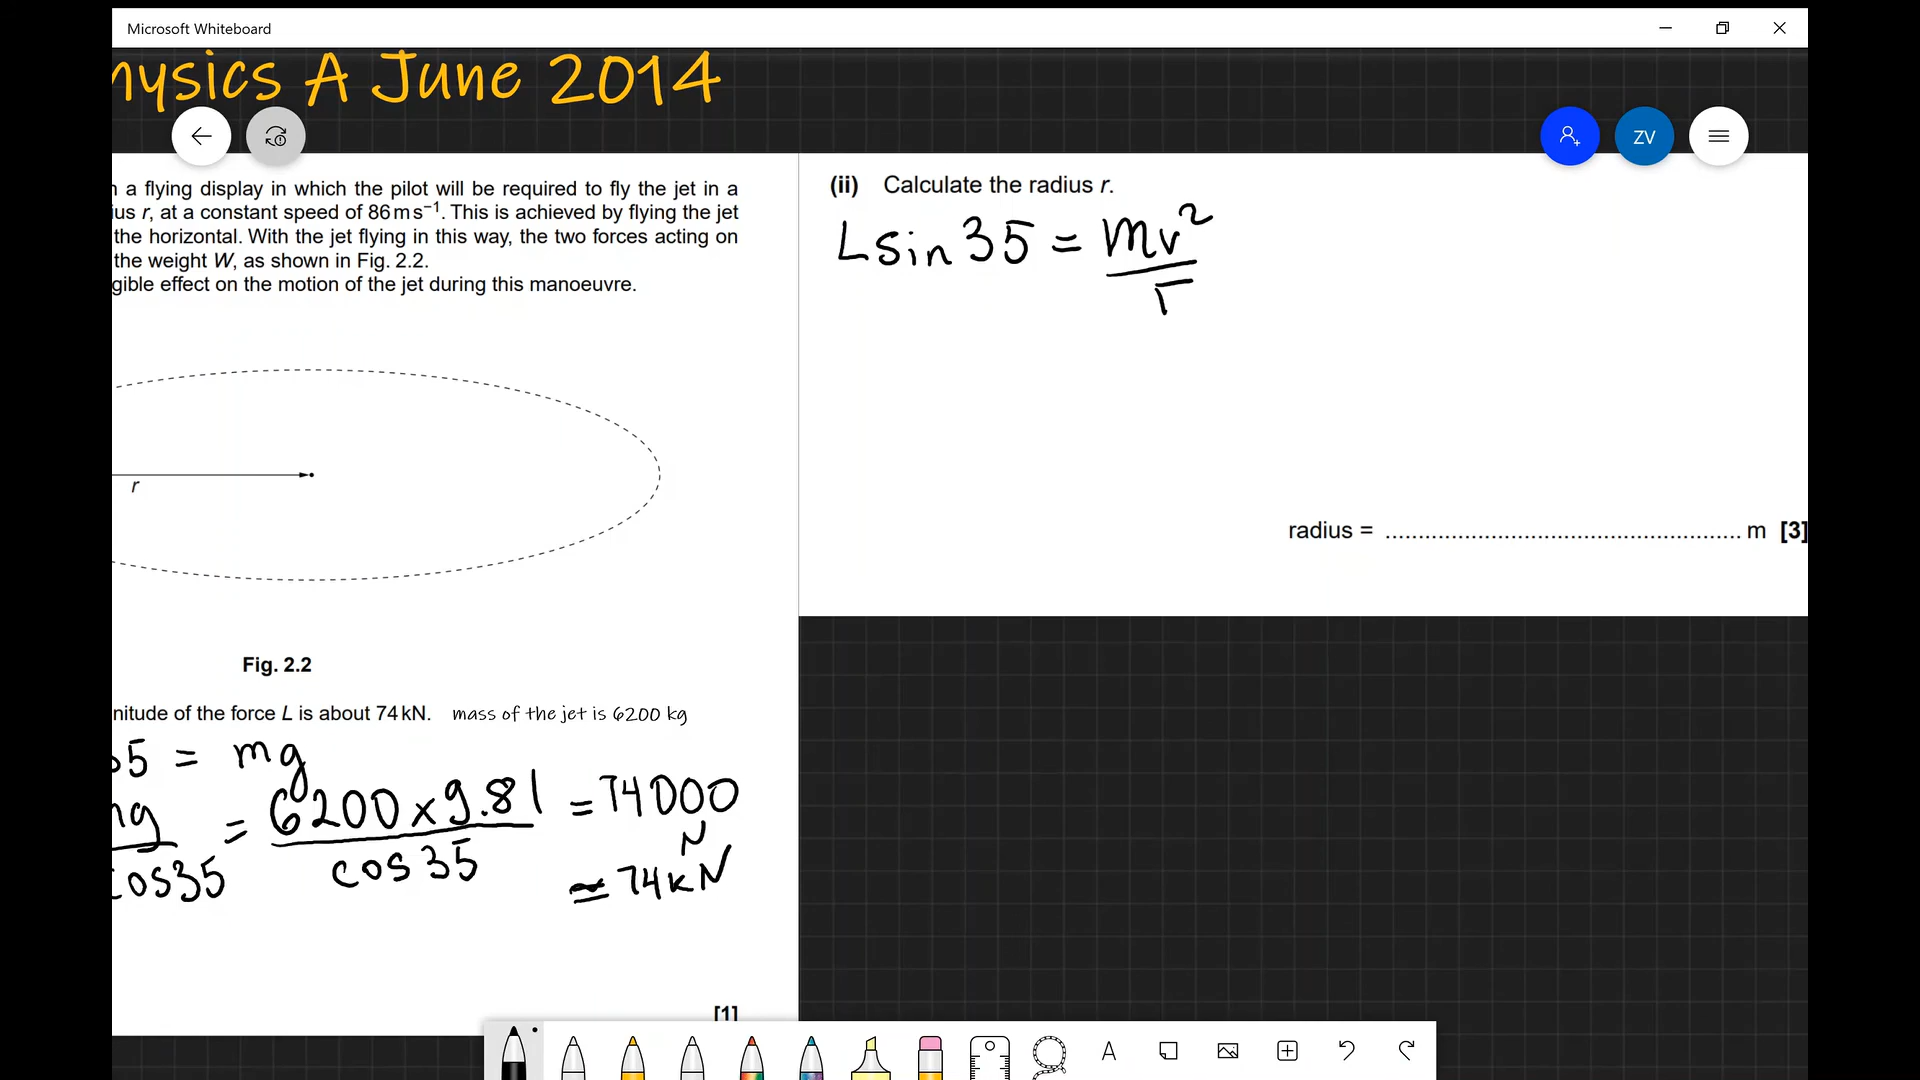 Microsoft Whiteboard
hysics A June 2014
ZV
a flying display in which the pilot will be required to fly the jet in a
ius r, at a constant speed of 86 m s⁻¹. This is achieved by flying the jet
the horizontal. With the jet flying in this way, the two forces acting on
the weight W, as shown in Fig. 2.2.
gible effect on the motion of the jet during this manoeuvre.
r
Fig. 2.2
nitude of the force L is about 74 kN. mass of the jet is 6200 kg
35 = mg
mg/cos35 = 6200 x 9.81/cos 35 = 74000 N
≃ 74kN
[1]
(ii) Calculate the radius r.
L sin 35 = mv²/r
radius = ..................................................... m [3]
A